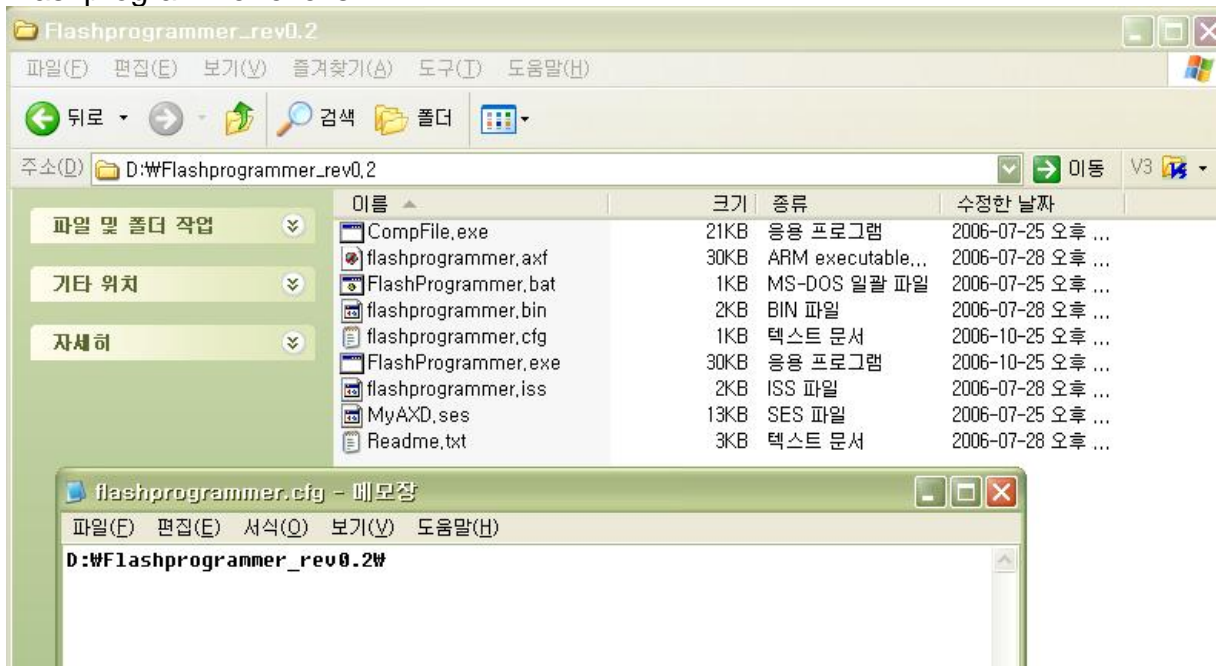 Flashprogrammer_rev0.2
파일(F) 편집(E) 보기(V) 즐겨찾기(A) 도구(T) 도움말(H)
뒤로 검색 폴더
주소(D) D:₩Flashprogrammer_rev0.2 이동 V3
이름 크기 종류 수정한 날짜
파일 및 폴더 작업
기타 위치
자세히
CompFile.exe 21KB 응용 프로그램 2006-07-25 오후 ...
flashprogrammer.axf 30KB ARM executable... 2006-07-28 오후 ...
FlashProgrammer.bat 1KB MS-DOS 일괄 파일 2006-07-25 오후 ...
flashprogrammer.bin 2KB BIN 파일 2006-07-28 오후 ...
flashprogrammer.cfg 1KB 텍스트 문서 2006-10-25 오후 ...
FlashProgrammer.exe 30KB 응용 프로그램 2006-10-25 오후 ...
flashprogrammer.iss 2KB ISS 파일 2006-07-28 오후 ...
MyAXD.ses 13KB SES 파일 2006-07-25 오후 ...
Readme.txt 3KB 텍스트 문서 2006-07-28 오후 ...
flashprogrammer.cfg - 메모장
파일(F) 편집(E) 서식(O) 보기(V) 도움말(H)
D:₩Flashprogrammer_rev0.2₩